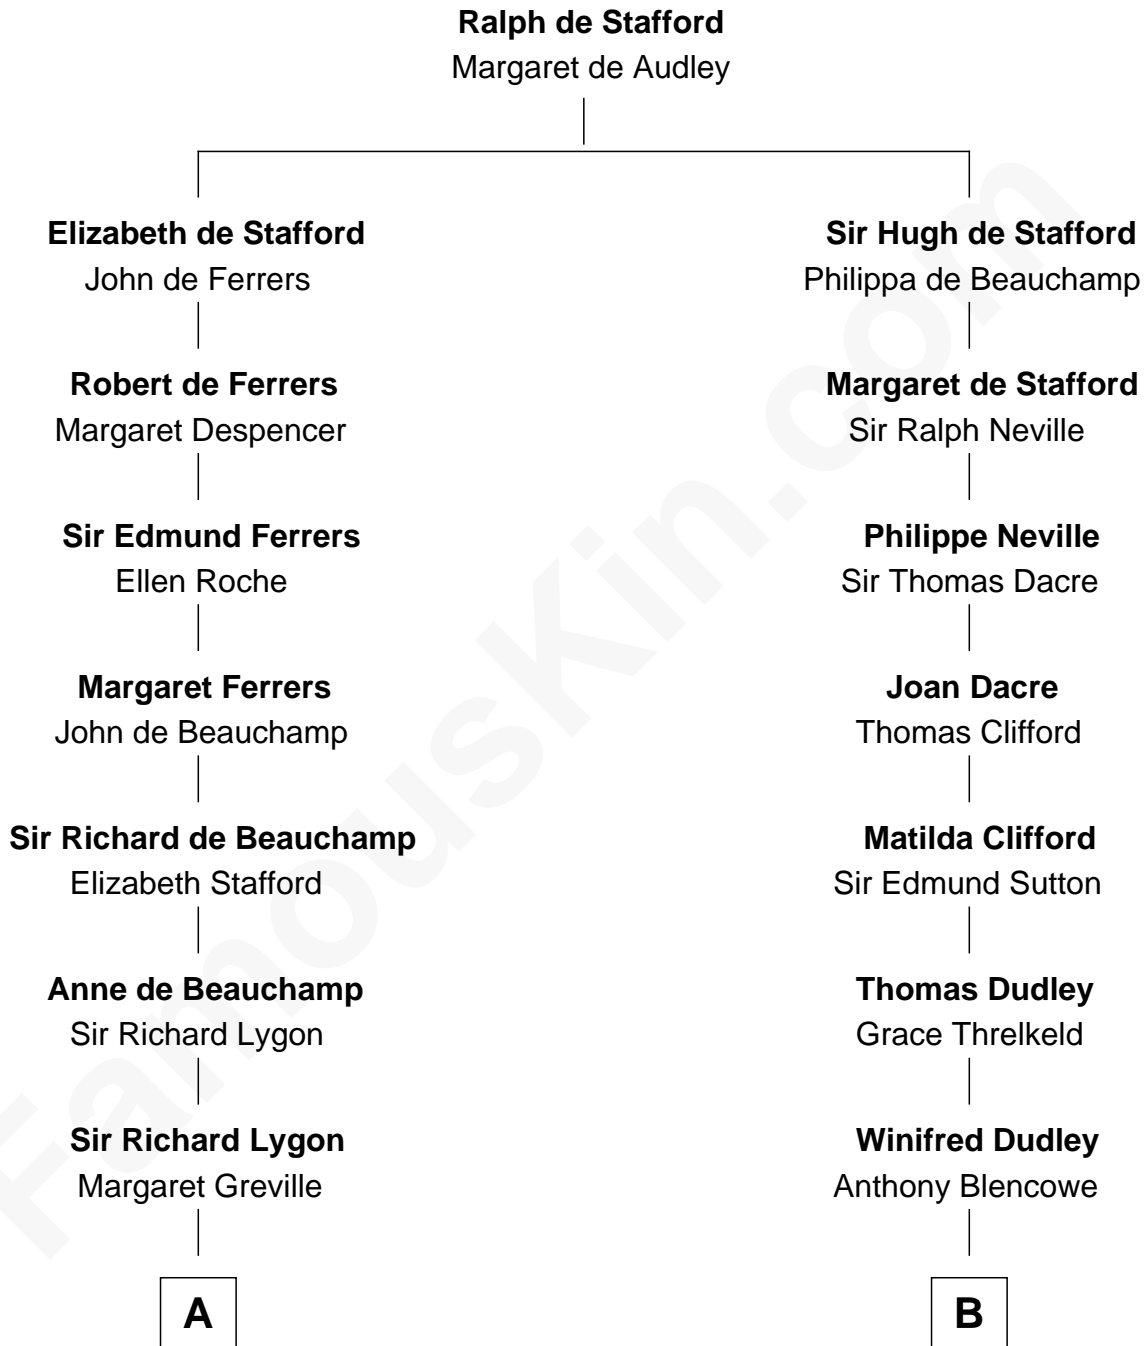 Ralph de Stafford
Margaret de Audley
Elizabeth de Stafford
John de Ferrers
Sir Hugh de Stafford
Philippa de Beauchamp
Robert de Ferrers
Margaret Despencer
Margaret de Stafford
Sir Ralph Neville
Sir Edmund Ferrers
Ellen Roche
Philippe Neville
Sir Thomas Dacre
Margaret Ferrers
John de Beauchamp
Joan Dacre
Thomas Clifford
Sir Richard de Beauchamp
Elizabeth Stafford
Matilda Clifford
Sir Edmund Sutton
Anne de Beauchamp
Sir Richard Lygon
Thomas Dudley
Grace Threlkeld
Sir Richard Lygon
Margaret Greville
Winifred Dudley
Anthony Blencowe
A
B
FamousKin.com